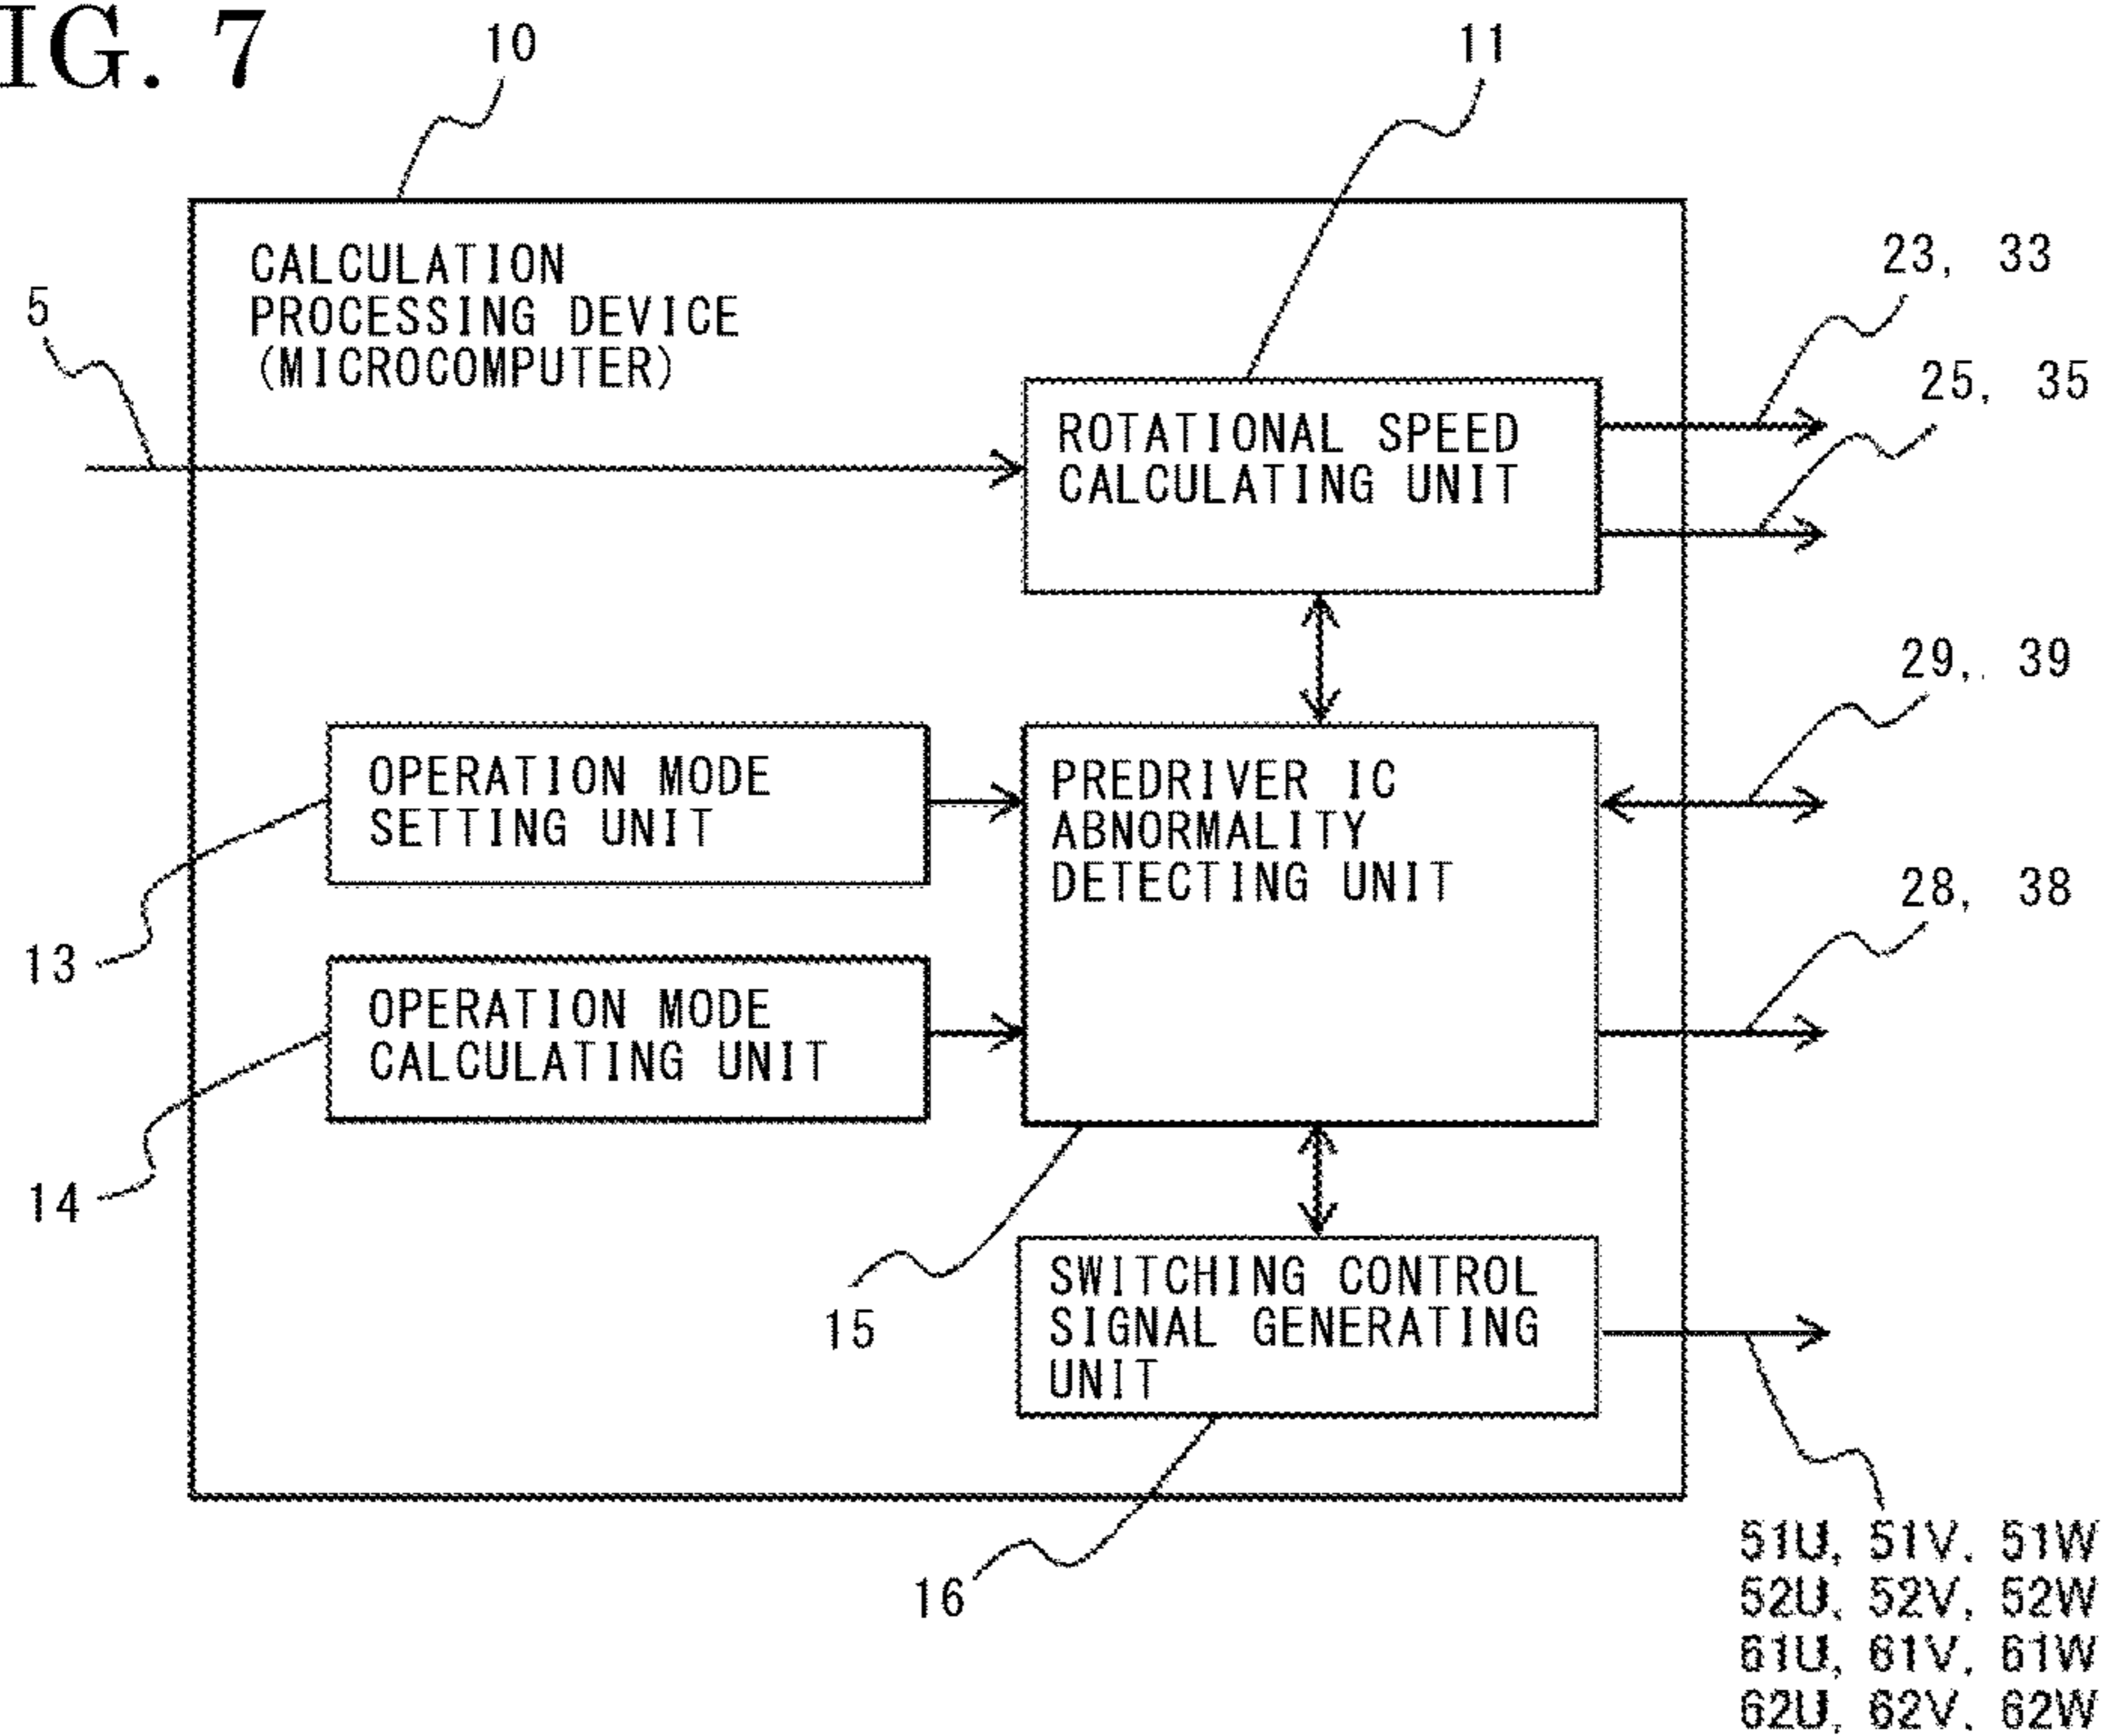 IG. 7
10
11
CALCULATION
PROCESSING DEVICE
(MICROCOMPUTER)
5
23, 33
25, 35
ROTATIONAL SPEED
CALCULATING UNIT
29, 39
OPERATION MODE
SETTING UNIT
PREDRIVER IC
ABNORMALITY
DETECTING UNIT
28, 38
13
OPERATION MODE
CALCULATING UNIT
14
15
SWITCHING CONTROL
SIGNAL GENERATING
UNIT
16
51U, 51V, 51W
52U, 52V, 52W
61U, 61V, 61W
62U, 62V, 62W